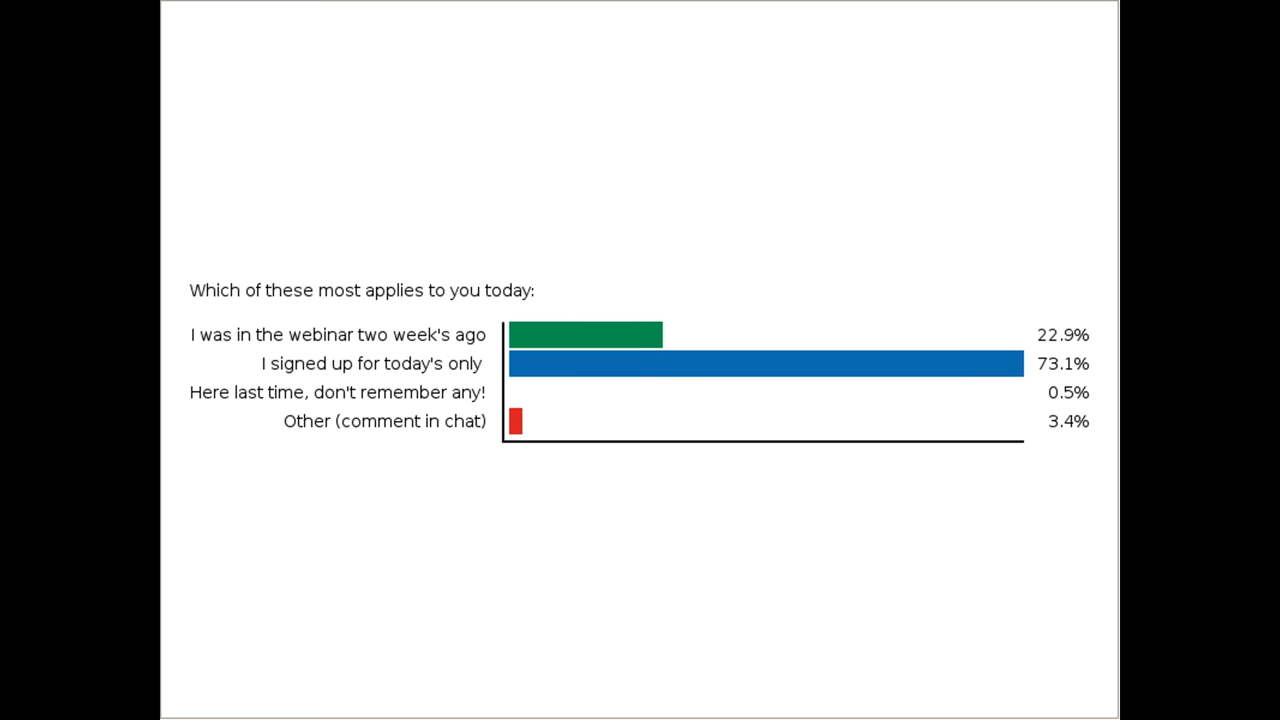 Which of these most applies to you today:
I was in the webinar two week's ago 22.9%
I signed up for today's only 73.1%
Here last time, don't remember any! 0.5%
Other (comment in chat) 3.4%